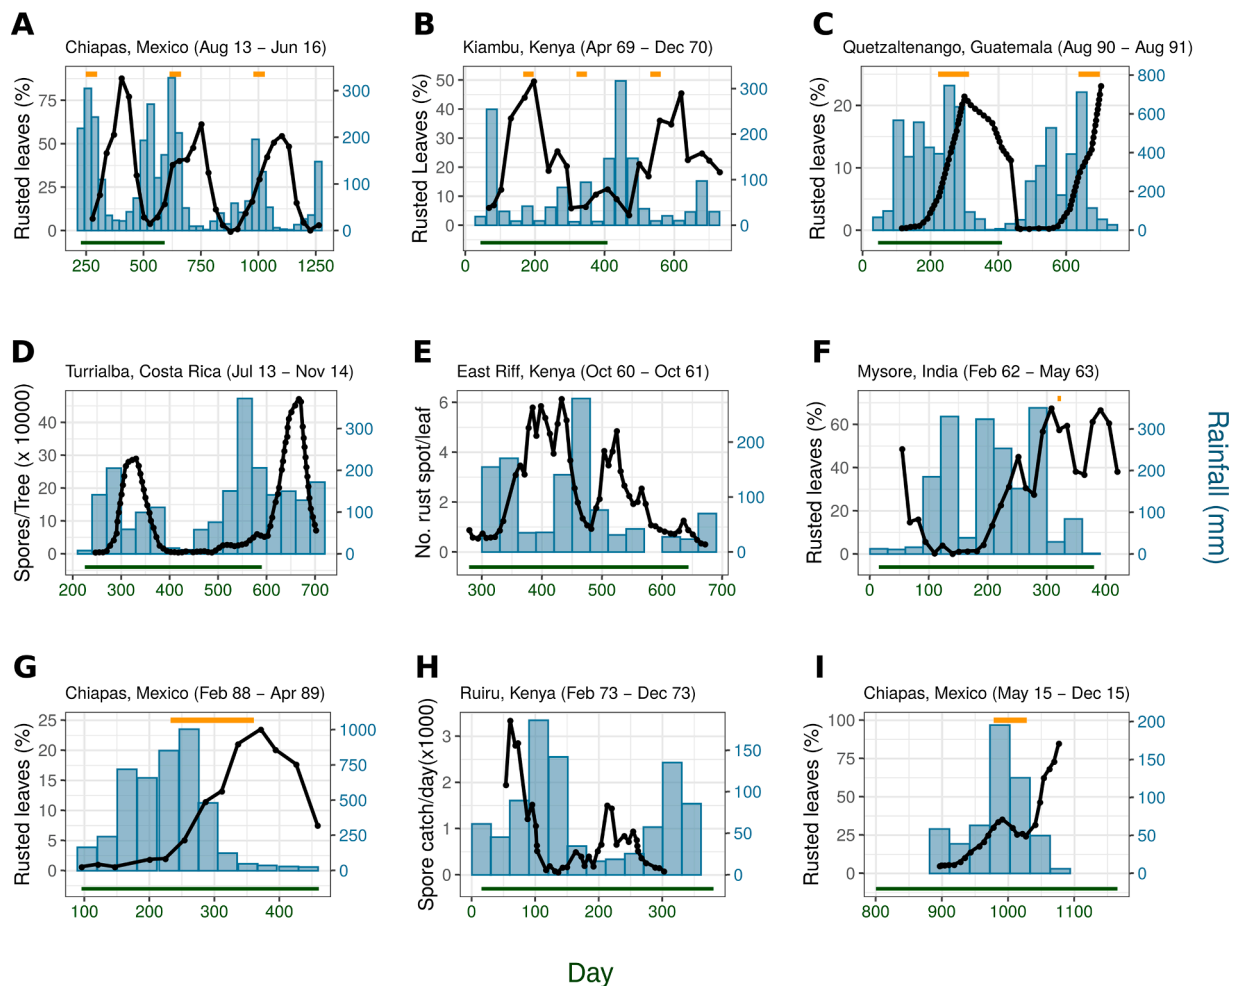 A
Chiapas, Mexico (Aug 13 − Jun 16)
Rusted leaves (%)
75
50
25
0
300
200
100
0
250 500 750 1000 1250
B
Kiambu, Kenya (Apr 69 − Dec 70)
Rusted Leaves (%)
50
40
30
20
10
0
300
200
100
0
0 200 400 600
C
Quetzaltenango, Guatemala (Aug 90 − Aug 91)
Rusted leaves (%)
20
10
0
800
600
400
200
0
0 200 400 600
D
Turrialba, Costa Rica (Jul 13 − Nov 14)
Spores/Tree (x 10000)
40
30
20
10
0
300
200
100
0
200 300 400 500 600 700
E
East Riff, Kenya (Oct 60 − Oct 61)
No. rust spot/leaf
6
4
2
0
200
100
0
300 400 500 600 700
F
Mysore, India (Feb 62 − May 63)
Rusted leaves (%)
60
40
20
0
300
200
100
0
0 100 200 300 400
Rainfall (mm)
G
Chiapas, Mexico (Feb 88 − Apr 89)
Rusted leaves (%)
25
20
15
10
5
0
1000
750
500
250
0
100 200 300 400
H
Ruiru, Kenya (Feb 73 − Dec 73)
Spore catch/day(x1000)
3
2
1
0
150
100
50
0
0 100 200 300
I
Chiapas, Mexico (May 15 − Dec 15)
Rusted leaves (%)
100
75
50
25
0
200
150
100
50
0
800 900 1000 1100
Day